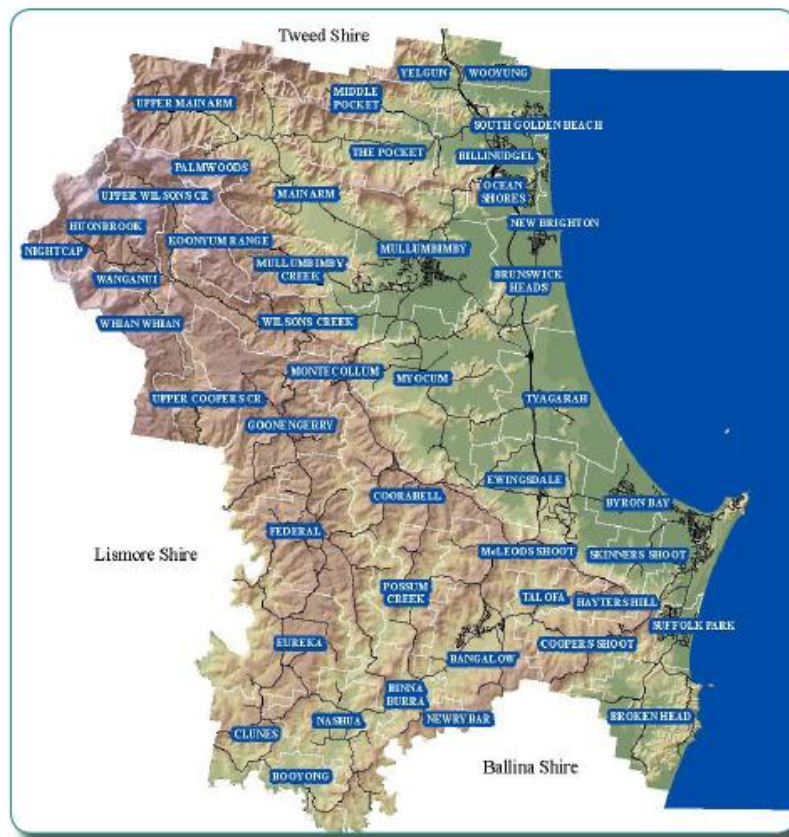 Tweed Shire
YELGUN
WOOYUNG
MIDDLE
POCKET
UPPER MAIN ARM
SOUTH GOLDEN BEACH
THE POCKET
BILLINUDGEL
PALMWOODS
OCEAN
SHORES
UPPER WILSONS CR
MAIN ARM
NEW BRIGHTON
HUONBROOK
KOONYUM RANGE
MULLUMBIMBY
NIGHTCAP
MULLUMBIMBY
CREEK
BRUNSWICK
HEADS
WANGANUI
WHIAN WHIAN
WILSONS CREEK
MONTECOLLUM
MYOCUM
UPPER COOPERS CR
TYAGARAH
GOONENGERRY
EWINGSDALE
COORABELL
BYRON BAY
FEDERAL
Lismore Shire
McLEODS SHOOT
SKINNERS SHOOT
POSSUM
CREEK
TALOFA
HAYTERS HILL
SUFFOLK PARK
EUREKA
COOPERS SHOOT
BANGALOW
BINNA
BURRA
NASHUA
NEWRYBAR
BROKEN HEAD
CLUNES
BOOYONG
Ballina Shire